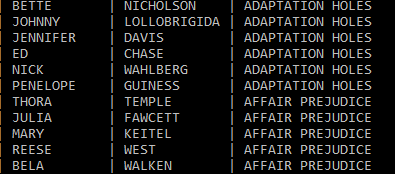 | BETTE | NICHOLSON | ADAPTATION HOLES
| JOHNNY | LOLLOBRIGIDA | ADAPTATION HOLES
| JENNIFER | DAVIS | ADAPTATION HOLES
| ED | CHASE | ADAPTATION HOLES
| NICK | WAHLBERG | ADAPTATION HOLES
| PENELOPE | GUINESS | ADAPTATION HOLES
| THORA | TEMPLE | AFFAIR PREJUDICE
| JULIA | FAWCETT | AFFAIR PREJUDICE
| MARY | KEITEL | AFFAIR PREJUDICE
| REESE | WEST | AFFAIR PREJUDICE
| BELA | WALKEN | AFFAIR PREJUDICE